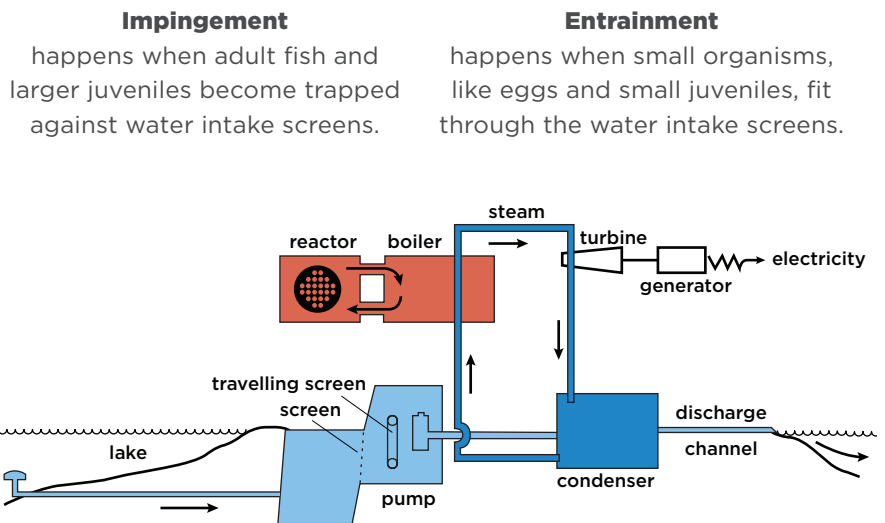 Impingement
happens when adult fish and
larger juveniles become trapped
against water intake screens.
Entrainment
happens when small organisms,
like eggs and small juveniles, fit
through the water intake screens.
steam
reactor
boiler
turbine
electricity
generator
travelling screen
screen
lake
pump
condenser
discharge
channel